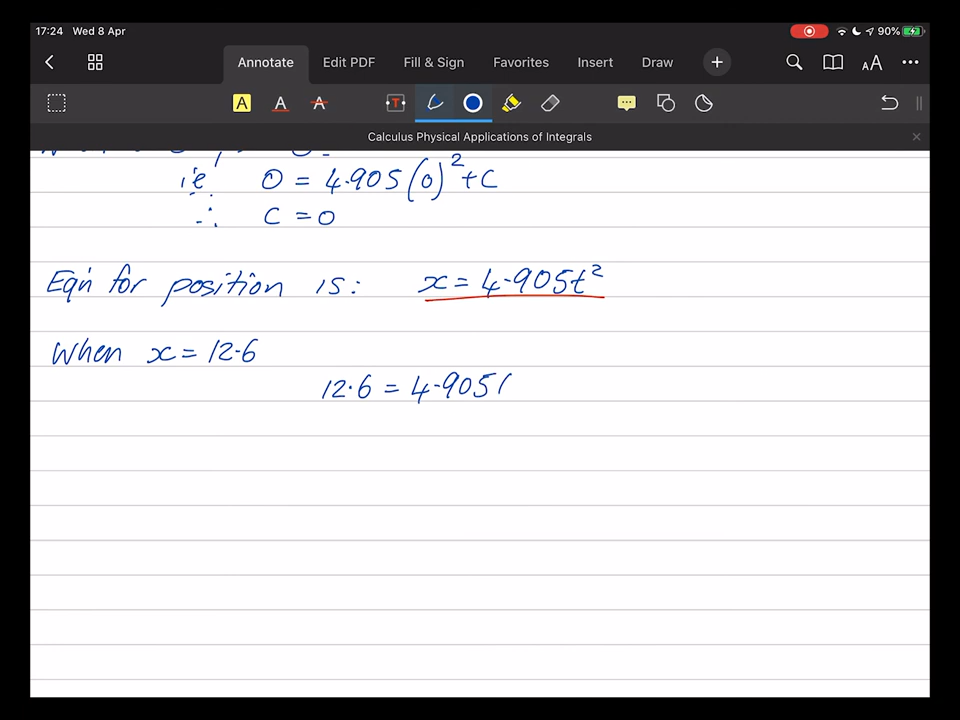 17:24 Wed 8 Apr 90%
Annotate Edit PDF Fill & Sign Favorites Insert Draw
Calculus Physical Applications of Integrals
ie 0 = 4.905(0)²+C
∴ C = 0
Eq'n for position is: x = 4.905t²
When x = 12.6
12.6 = 4.905(